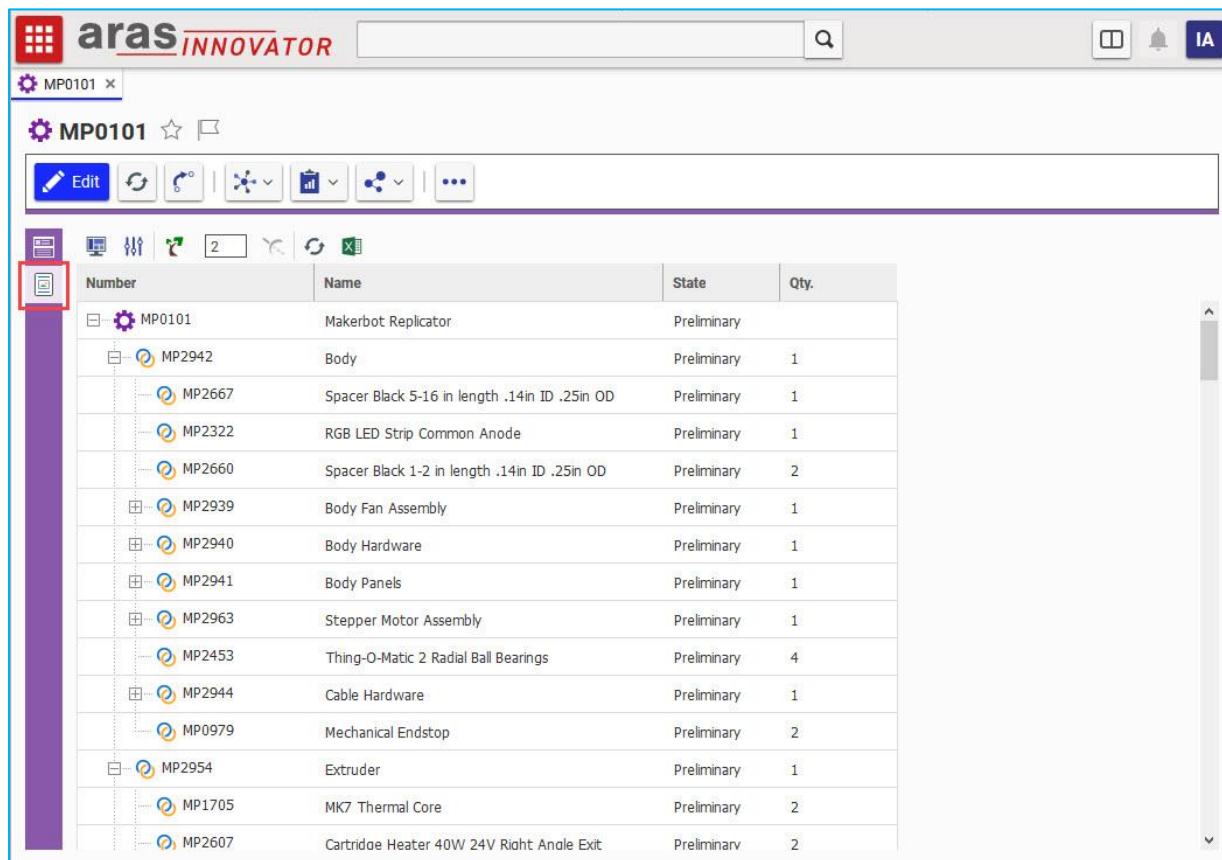 aras INNOVATOR
IA
MP0101 ×
MP0101
Edit
2
Number Name State Qty.
MP0101 Makerbot Replicator Preliminary
MP2942 Body Preliminary 1
MP2667 Spacer Black 5-16 in length .14in ID .25in OD Preliminary 1
MP2322 RGB LED Strip Common Anode Preliminary 1
MP2660 Spacer Black 1-2 in length .14in ID .25in OD Preliminary 2
MP2939 Body Fan Assembly Preliminary 1
MP2940 Body Hardware Preliminary 1
MP2941 Body Panels Preliminary 1
MP2963 Stepper Motor Assembly Preliminary 1
MP2453 Thing-O-Matic 2 Radial Ball Bearings Preliminary 4
MP2944 Cable Hardware Preliminary 1
MP0979 Mechanical Endstop Preliminary 2
MP2954 Extruder Preliminary 1
MP1705 MK7 Thermal Core Preliminary 2
MP2607 Cartridge Heater 40W 24V Right Angle Exit Preliminary 2